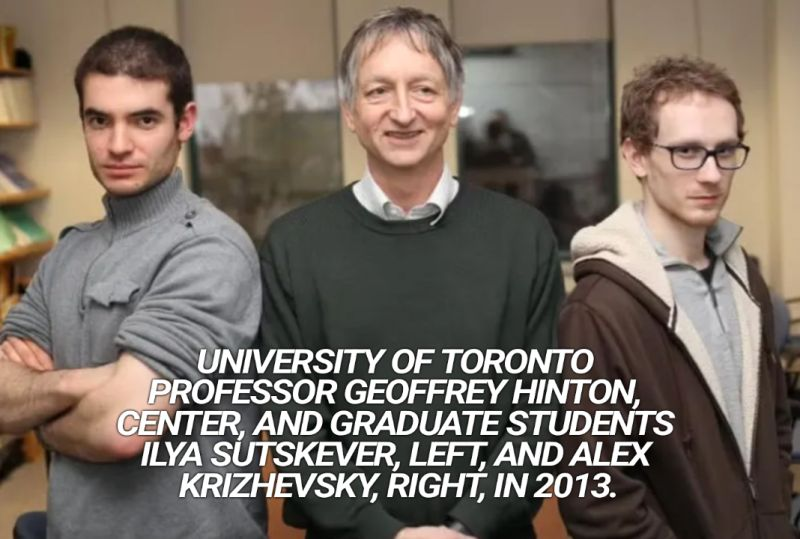 UNIVERSITY OF TORONTO
PROFESSOR GEOFFREY HINTON,
CENTER, AND GRADUATE STUDENTS
ILYA SUTSKEVER, LEFT, AND ALEX
KRIZHEVSKY, RIGHT, IN 2013.